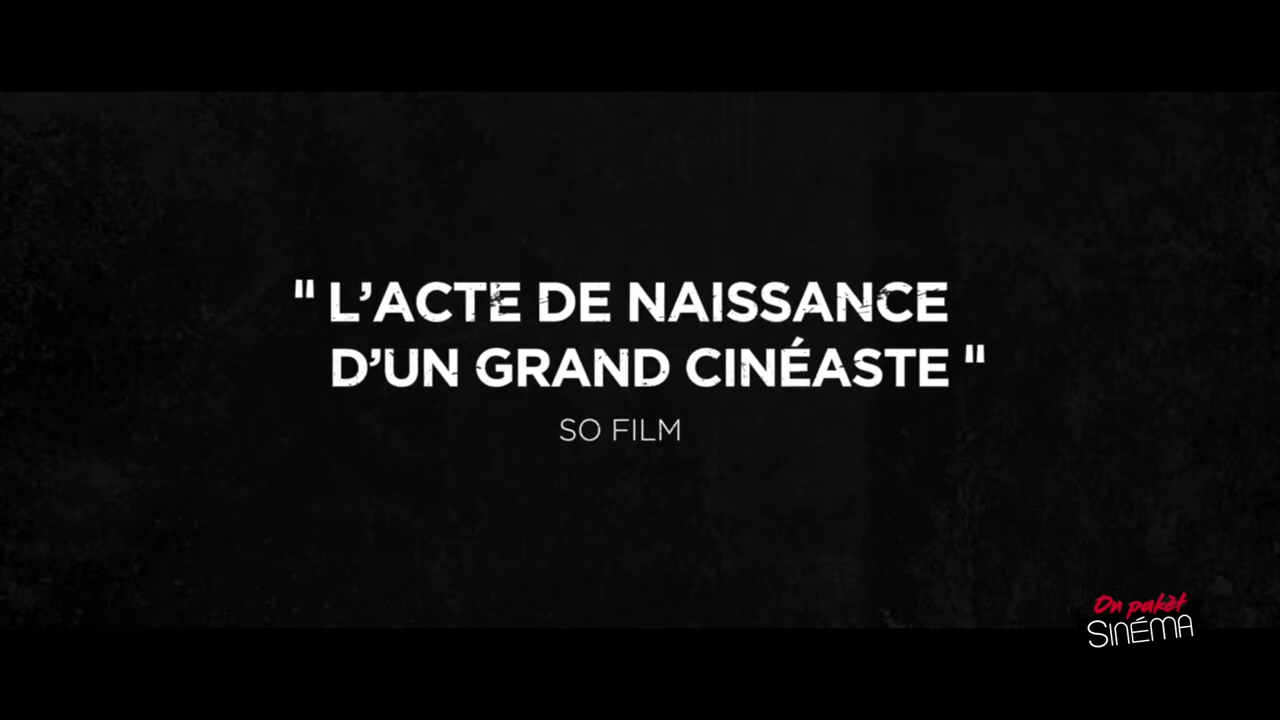 " L’ACTE DE NAISSANCE
D’UN GRAND CINÉASTE "
SO FILM
On pakèt
SINÉMA